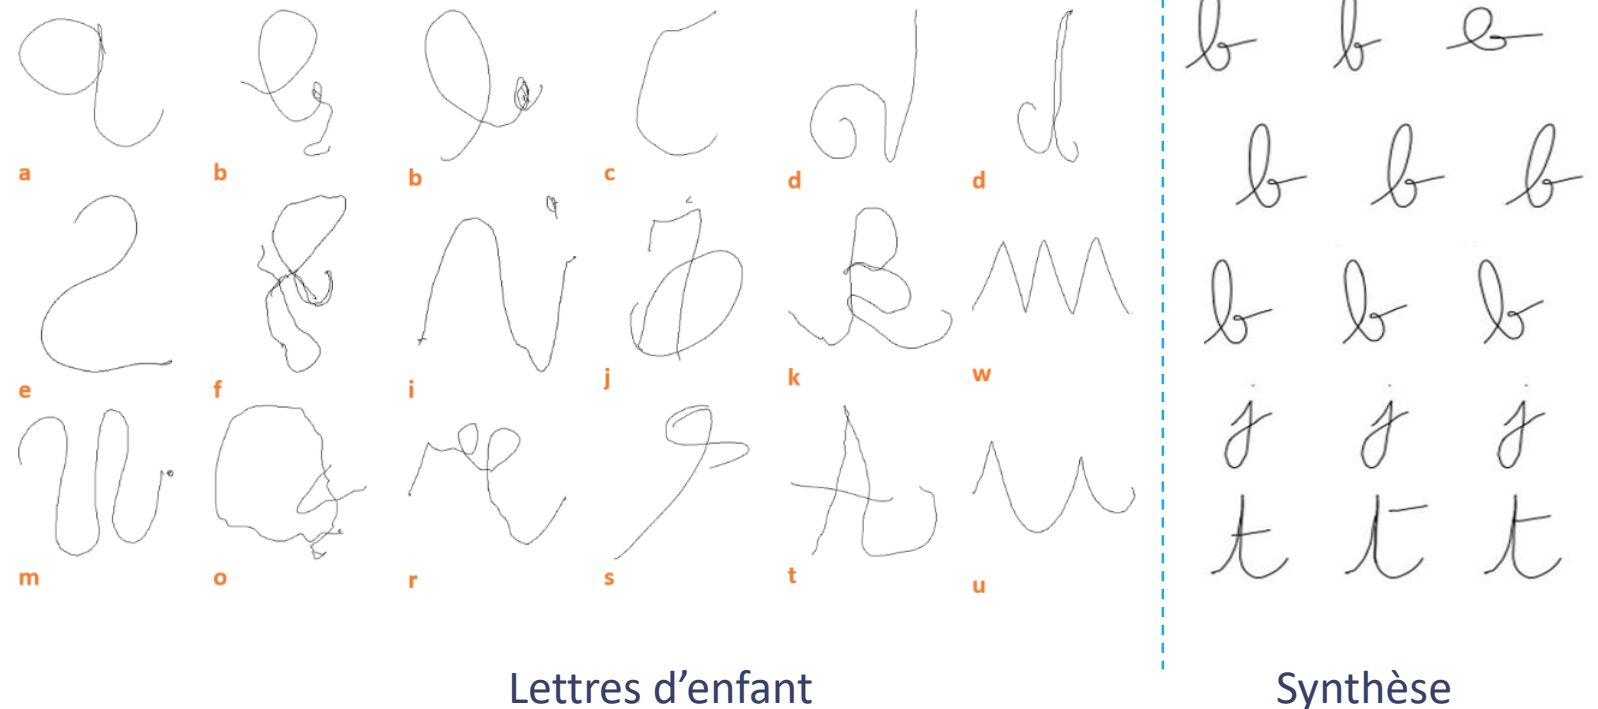 b b b
a b b c d d
b b b
b b b
e f i j k w
j j j
t t t
m o r s t u
Lettres d’enfant Synthèse